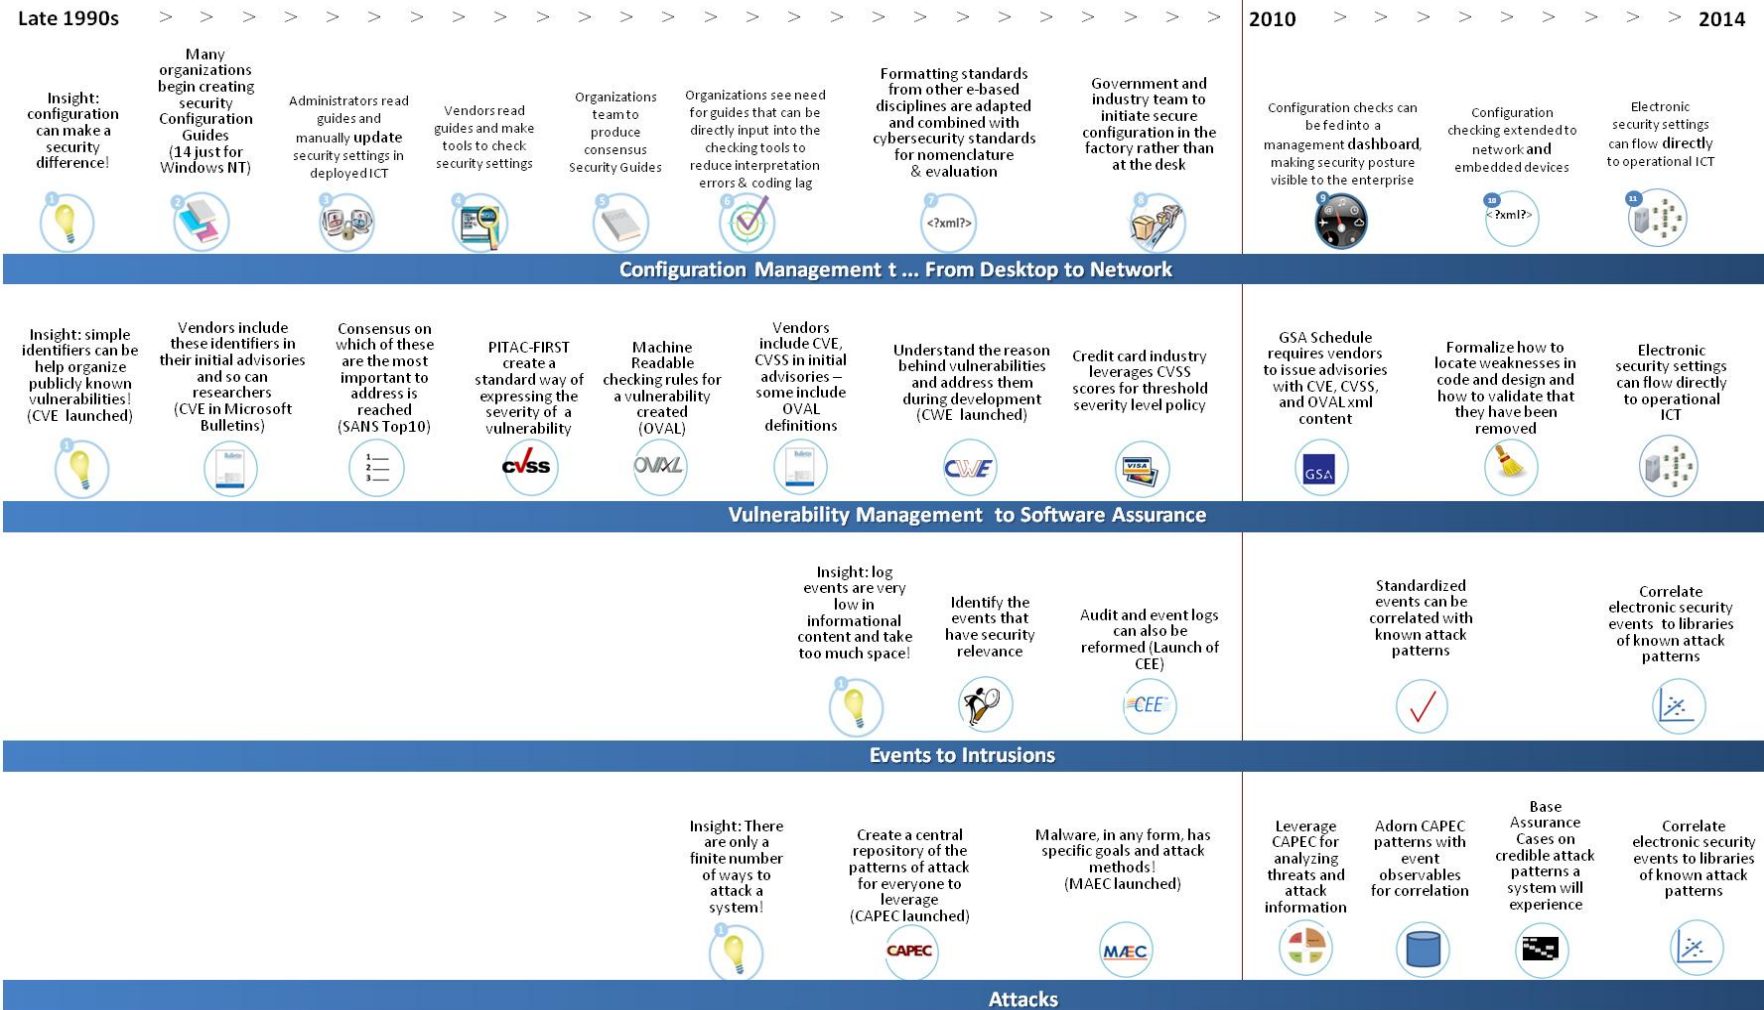 Late 1990s > > > > > > > > > > > > > > > > > > > > > > > > > > 2010 > > > > > > > > > 2014
Insight:
configuration
can make a
security
difference!
Many
organizations
begin creating
security
Configuration
Guides
(14 just for
Windows NT)
Administrators read
guides and
manually update
security settings in
deployed ICT
Vendors read
guides and make
tools to check
security settings
Organizations
team to
produce
consensus
Security Guides
Organizations see need
for guides that can be
directly input into the
checking tools to
reduce interpretation
errors & coding lag
Formatting standards
from other e-based
disciplines are adapted
and combined with
cybersecurity standards
for nomenclature
& evaluation
Government and
industry team to
initiate secure
configuration in the
factory rather than
at the desk
Configuration checks can
be fed into a
management dashboard,
making security posture
visible to the enterprise
Configuration
checking extended to
network and
embedded devices
Electronic
security settings
can flow directly
to operational ICT
1
2
3
4
5
6
7
<?xml?>
8
9
10
<?xml?>
11
Configuration Management t ... From Desktop to Network
Insight: simple
identifiers can be
help organize
publicly known
vulnerabilities!
(CVE launched)
Vendors include
these identifiers in
their initial advisories
and so can
researchers
(CVE in Microsoft
Bulletins)
Consensus on
which of these
are the most
important to
address is
reached
(SANS Top10)
PITAC-FIRST
create a
standard way of
expressing the
severity of a
vulnerability
Machine
Readable
checking rules for
a vulnerability
created
(OVAL)
Vendors
include CVE,
CVSS in initial
advisories –
some include
OVAL
definitions
Understand the reason
behind vulnerabilities
and address them
during development
(CWE launched)
Credit card industry
leverages CVSS
scores for threshold
severity level policy
GSA Schedule
requires vendors
to issue advisories
with CVE, CVSS,
and OVAL xml
content
Formalize how to
locate weaknesses in
code and design and
how to validate that
they have been
removed
Electronic
security settings
can flow directly
to operational
ICT
1
Bulletin
1
2
3
CVSS
OVAL
Bulletin
CWE
VISA
GSA
Vulnerability Management to Software Assurance
Insight: log
events are very
low in
informational
content and take
too much space!
Identify the
events that
have security
relevance
Audit and event logs
can also be
reformed (Launch of
CEE)
Standardized
events can be
correlated with
known attack
patterns
Correlate
electronic security
events to libraries
of known attack
patterns
1
CEE
Events to Intrusions
Insight: There
are only a
finite number
of ways to
attack a
system!
Create a central
repository of the
patterns of attack
for everyone to
leverage
(CAPEC launched)
Malware, in any form, has
specific goals and attack
methods!
(MAEC launched)
Leverage
CAPEC for
analyzing
threats and
attack
information
Adorn CAPEC
patterns with
event
observables
for correlation
Base
Assurance
Cases on
credible attack
patterns a
system will
experience
Correlate
electronic security
events to libraries
of known attack
patterns
1
CAPEC
MAEC
Attacks